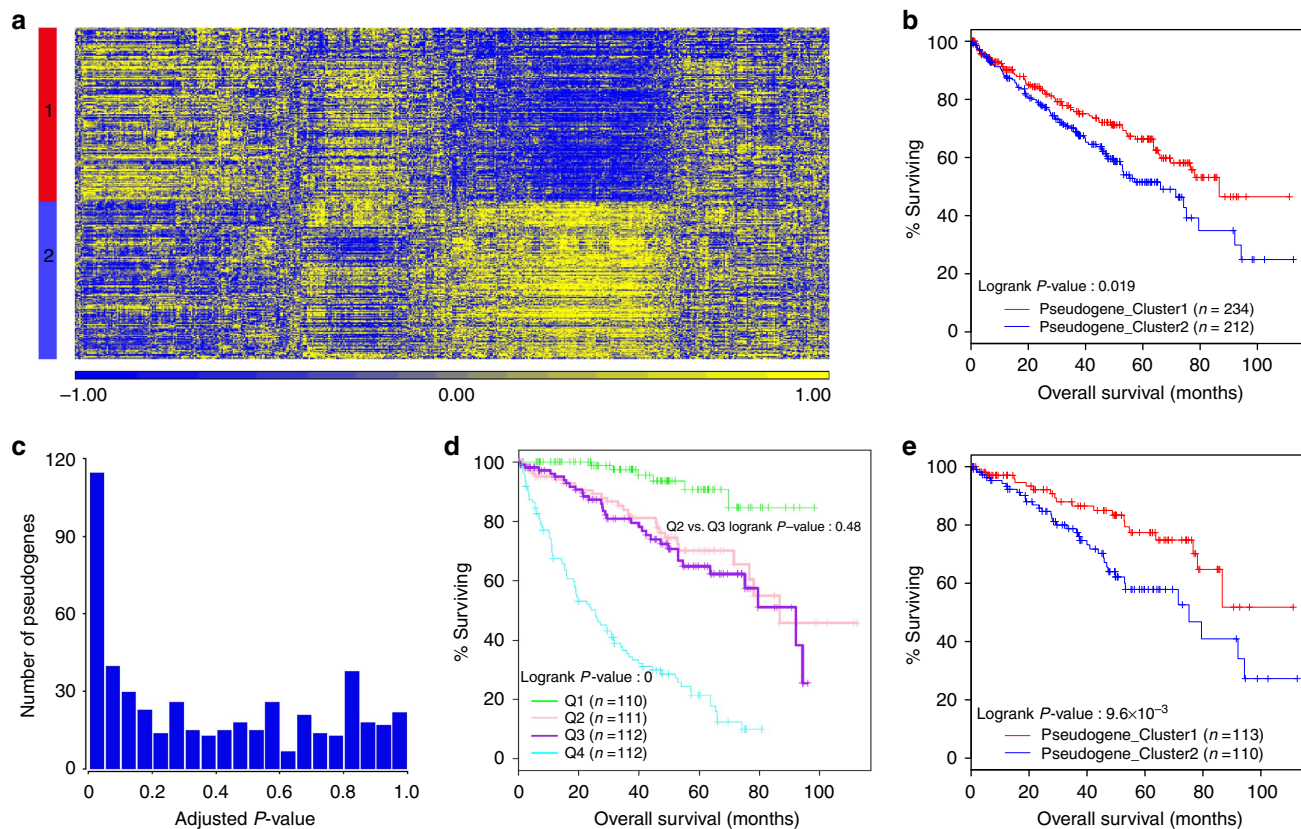 a
1
2
–1.00 0.00 1.00
b
% Surviving
100
80
60
40
20
0
Logrank P-value : 0.019
Pseudogene_Cluster1 (n = 234)
Pseudogene_Cluster2 (n = 212)
0 20 40 60 80 100
Overall survival (months)
c
Number of pseudogenes
120
90
60
30
0
0 0.2 0.4 0.6 0.8 1.0
Adjusted P-value
d
% Surviving
100
80
60
40
20
0
Q2 vs. Q3 logrank P–value : 0.48
Logrank P-value : 0
Q1 (n = 110)
Q2 (n = 111)
Q3 (n = 112)
Q4 (n = 112)
0 20 40 60 80 100
Overall survival (months)
e
% Surviving
100
80
60
40
20
0
Logrank P-value : 9.6×10⁻³
Pseudogene_Cluster1 (n = 113)
Pseudogene_Cluster2 (n = 110)
0 20 40 60 80 100
Overall survival (months)